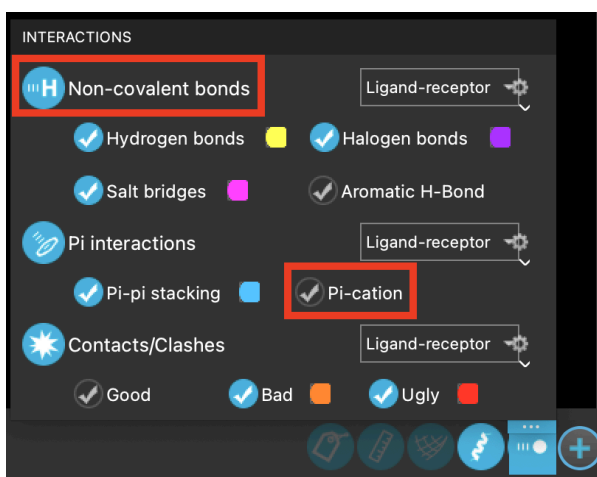 INTERACTIONS
H Non-covalent bonds Ligand-receptor
Hydrogen bonds Halogen bonds
Salt bridges Aromatic H-Bond
Pi interactions Ligand-receptor
Pi-pi stacking Pi-cation
Contacts/Clashes Ligand-receptor
Good Bad Ugly